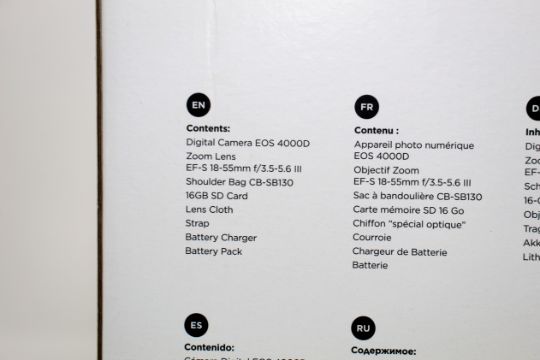 EN
Contents:
Digital Camera EOS 4000D
Zoom Lens
EF-S 18-55mm f/3.5-5.6 III
Shoulder Bag CB-SB130
16GB SD Card
Lens Cloth
Strap
Battery Charger
Battery Pack
FR
Contenu :
Appareil photo numérique
EOS 4000D
Objectif Zoom
EF-S 18-55mm f/3.5-5.6 III
Sac à bandoulière CB-SB130
Carte mémoire SD 16 Go
Chiffon "spécial optique"
Courroie
Chargeur de Batterie
Batterie
ES
Contenido:
RU
Содержимое: